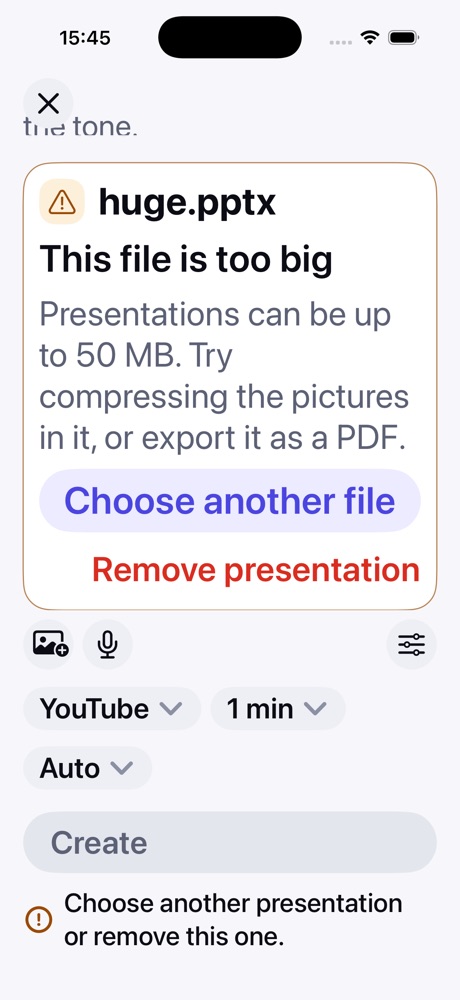 15:45
the tone.
huge.pptx
This file is too big
Presentations can be up
to 50 MB. Try
compressing the pictures
in it, or export it as a PDF.
Choose another file
Remove presentation
YouTube
1 min
Auto
Create
Choose another presentation
or remove this one.